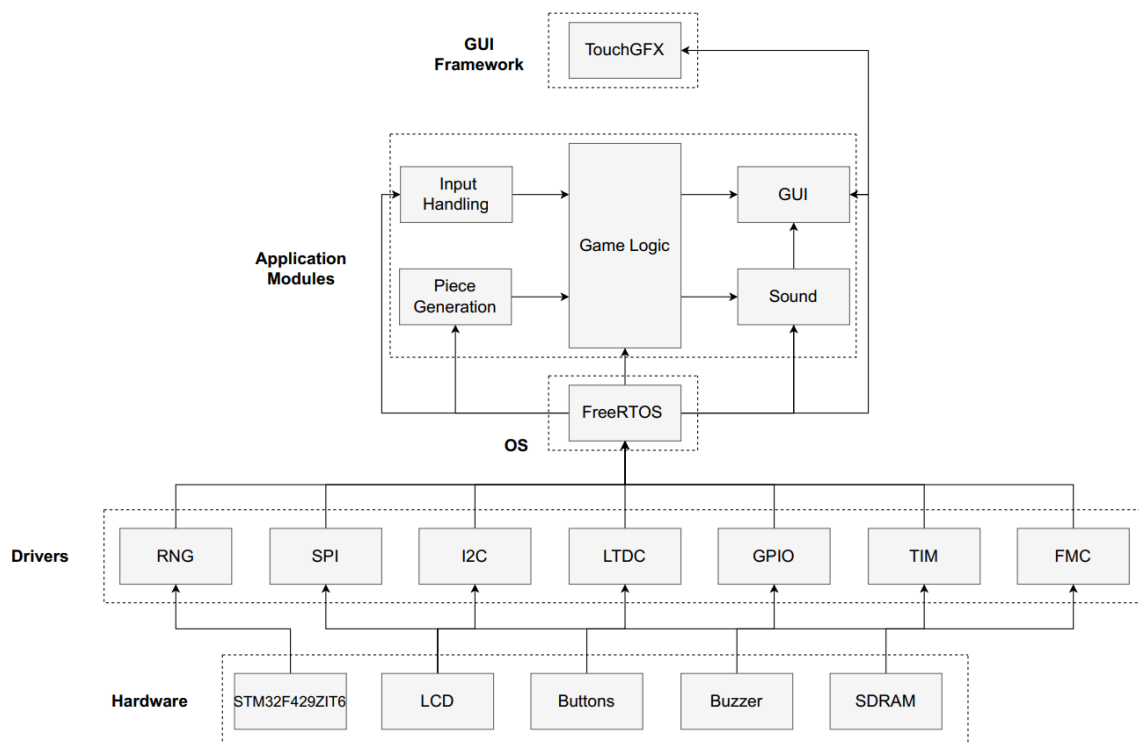 GUI
Framework
TouchGFX
Application
Modules
Input
Handling
Piece
Generation
Game Logic
GUI
Sound
OS
FreeRTOS
Drivers
RNG
SPI
I2C
LTDC
GPIO
TIM
FMC
Hardware
STM32F429ZIT6
LCD
Buttons
Buzzer
SDRAM